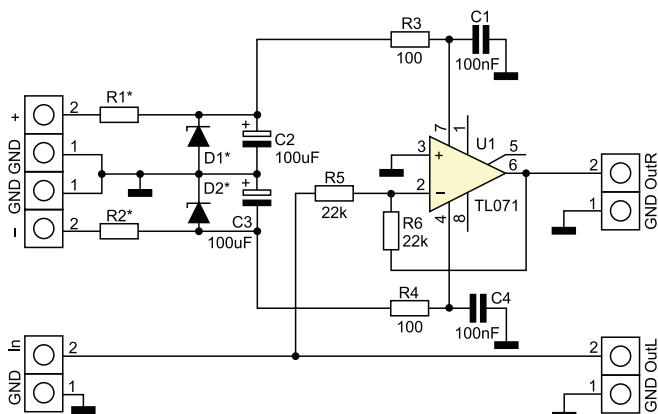 R3
100
C1
100nF
+
2
R1*
GND
1
GND
1
–
2
R2*
D1*
D2*
+
C2
100uF
+
C3
100uF
R5
22k
R6
22k
3
+
2
–
7
1
U1
5
6
4
8
TL071
2
OutR
1
GND
R4
100
C4
100nF
In
2
GND
1
2
OutL
1
GND